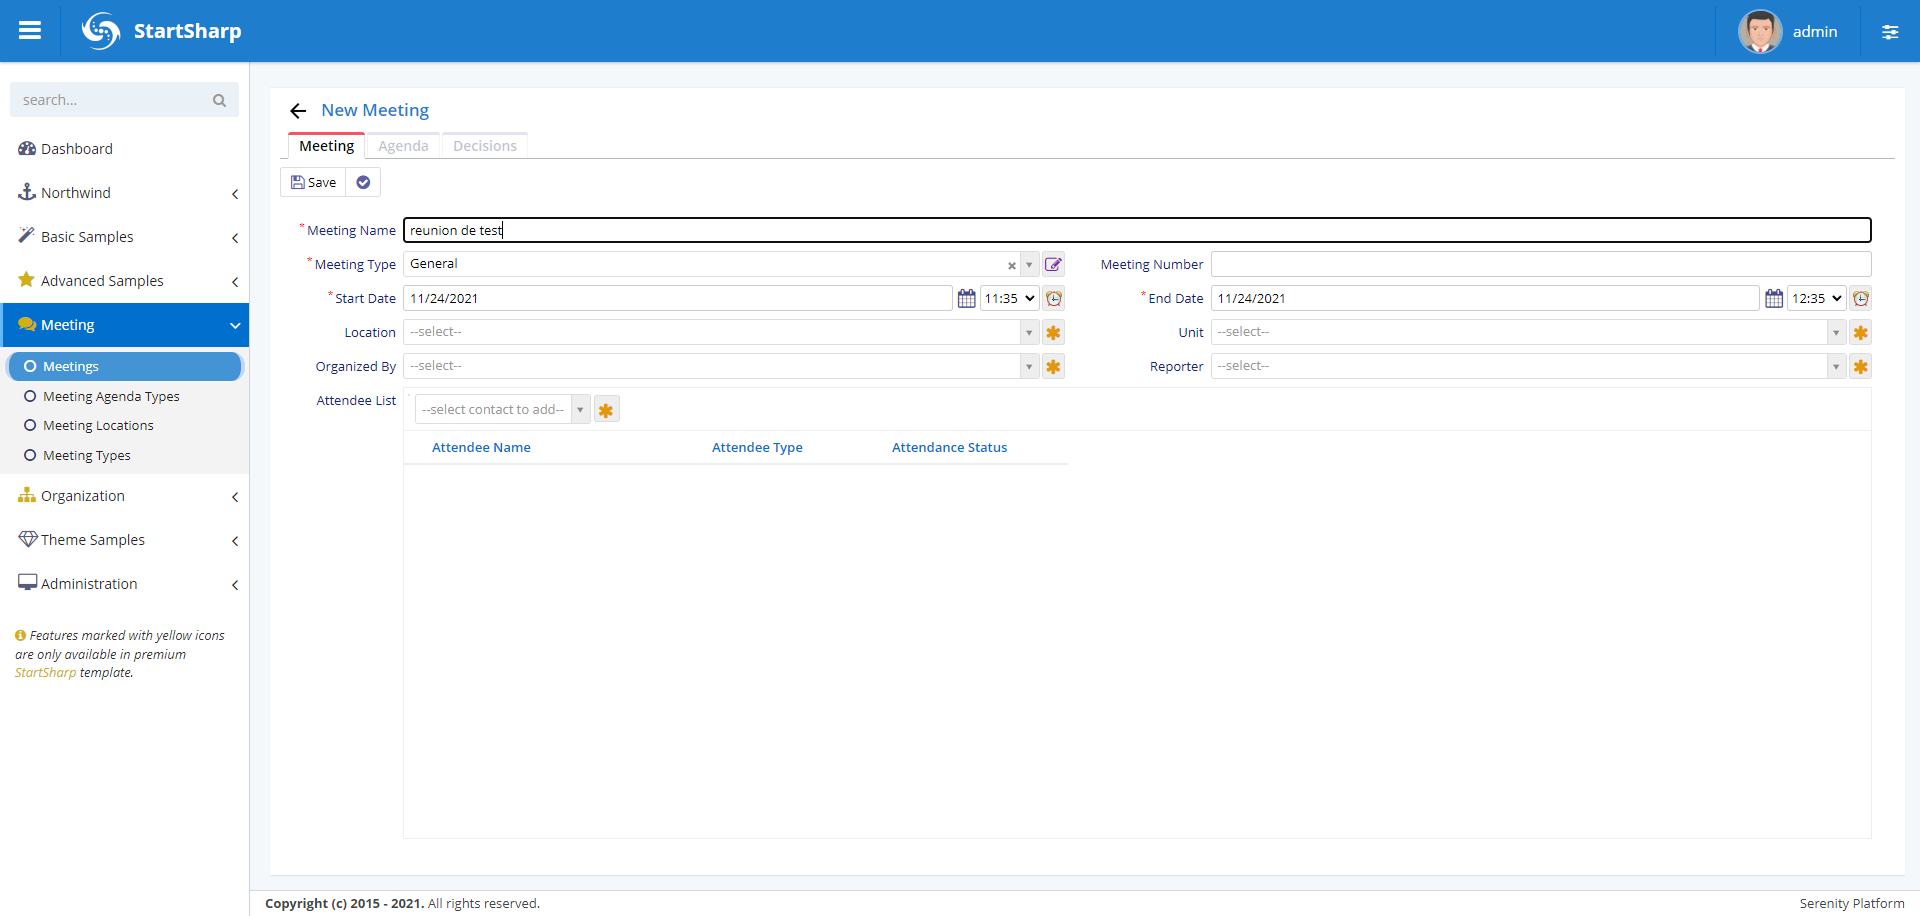 StartSharp
admin
search...
Dashboard
Northwind
Basic Samples
Advanced Samples
Meeting
Meetings
Meeting Agenda Types
Meeting Locations
Meeting Types
Organization
Theme Samples
Administration
Features marked with yellow icons
are only available in premium
StartSharp template.
New Meeting
Meeting Agenda Decisions
Save
* Meeting Name reunion de test
* Meeting Type General Meeting Number
* Start Date 11/24/2021 11:35 * End Date 11/24/2021 12:35
Location --select-- Unit --select--
Organized By --select-- Reporter --select--
Attendee List --select contact to add--
Attendee Name Attendee Type Attendance Status
Copyright (c) 2015 - 2021. All rights reserved. Serenity Platform